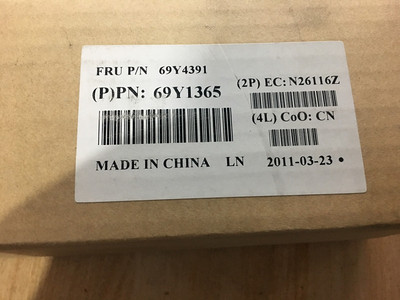 FRU P/N 69Y4391
(P)PN: 69Y1365
(2P) EC: N26116Z
(4L) CoO: CN
MADE IN CHINA LN 2011-03-23